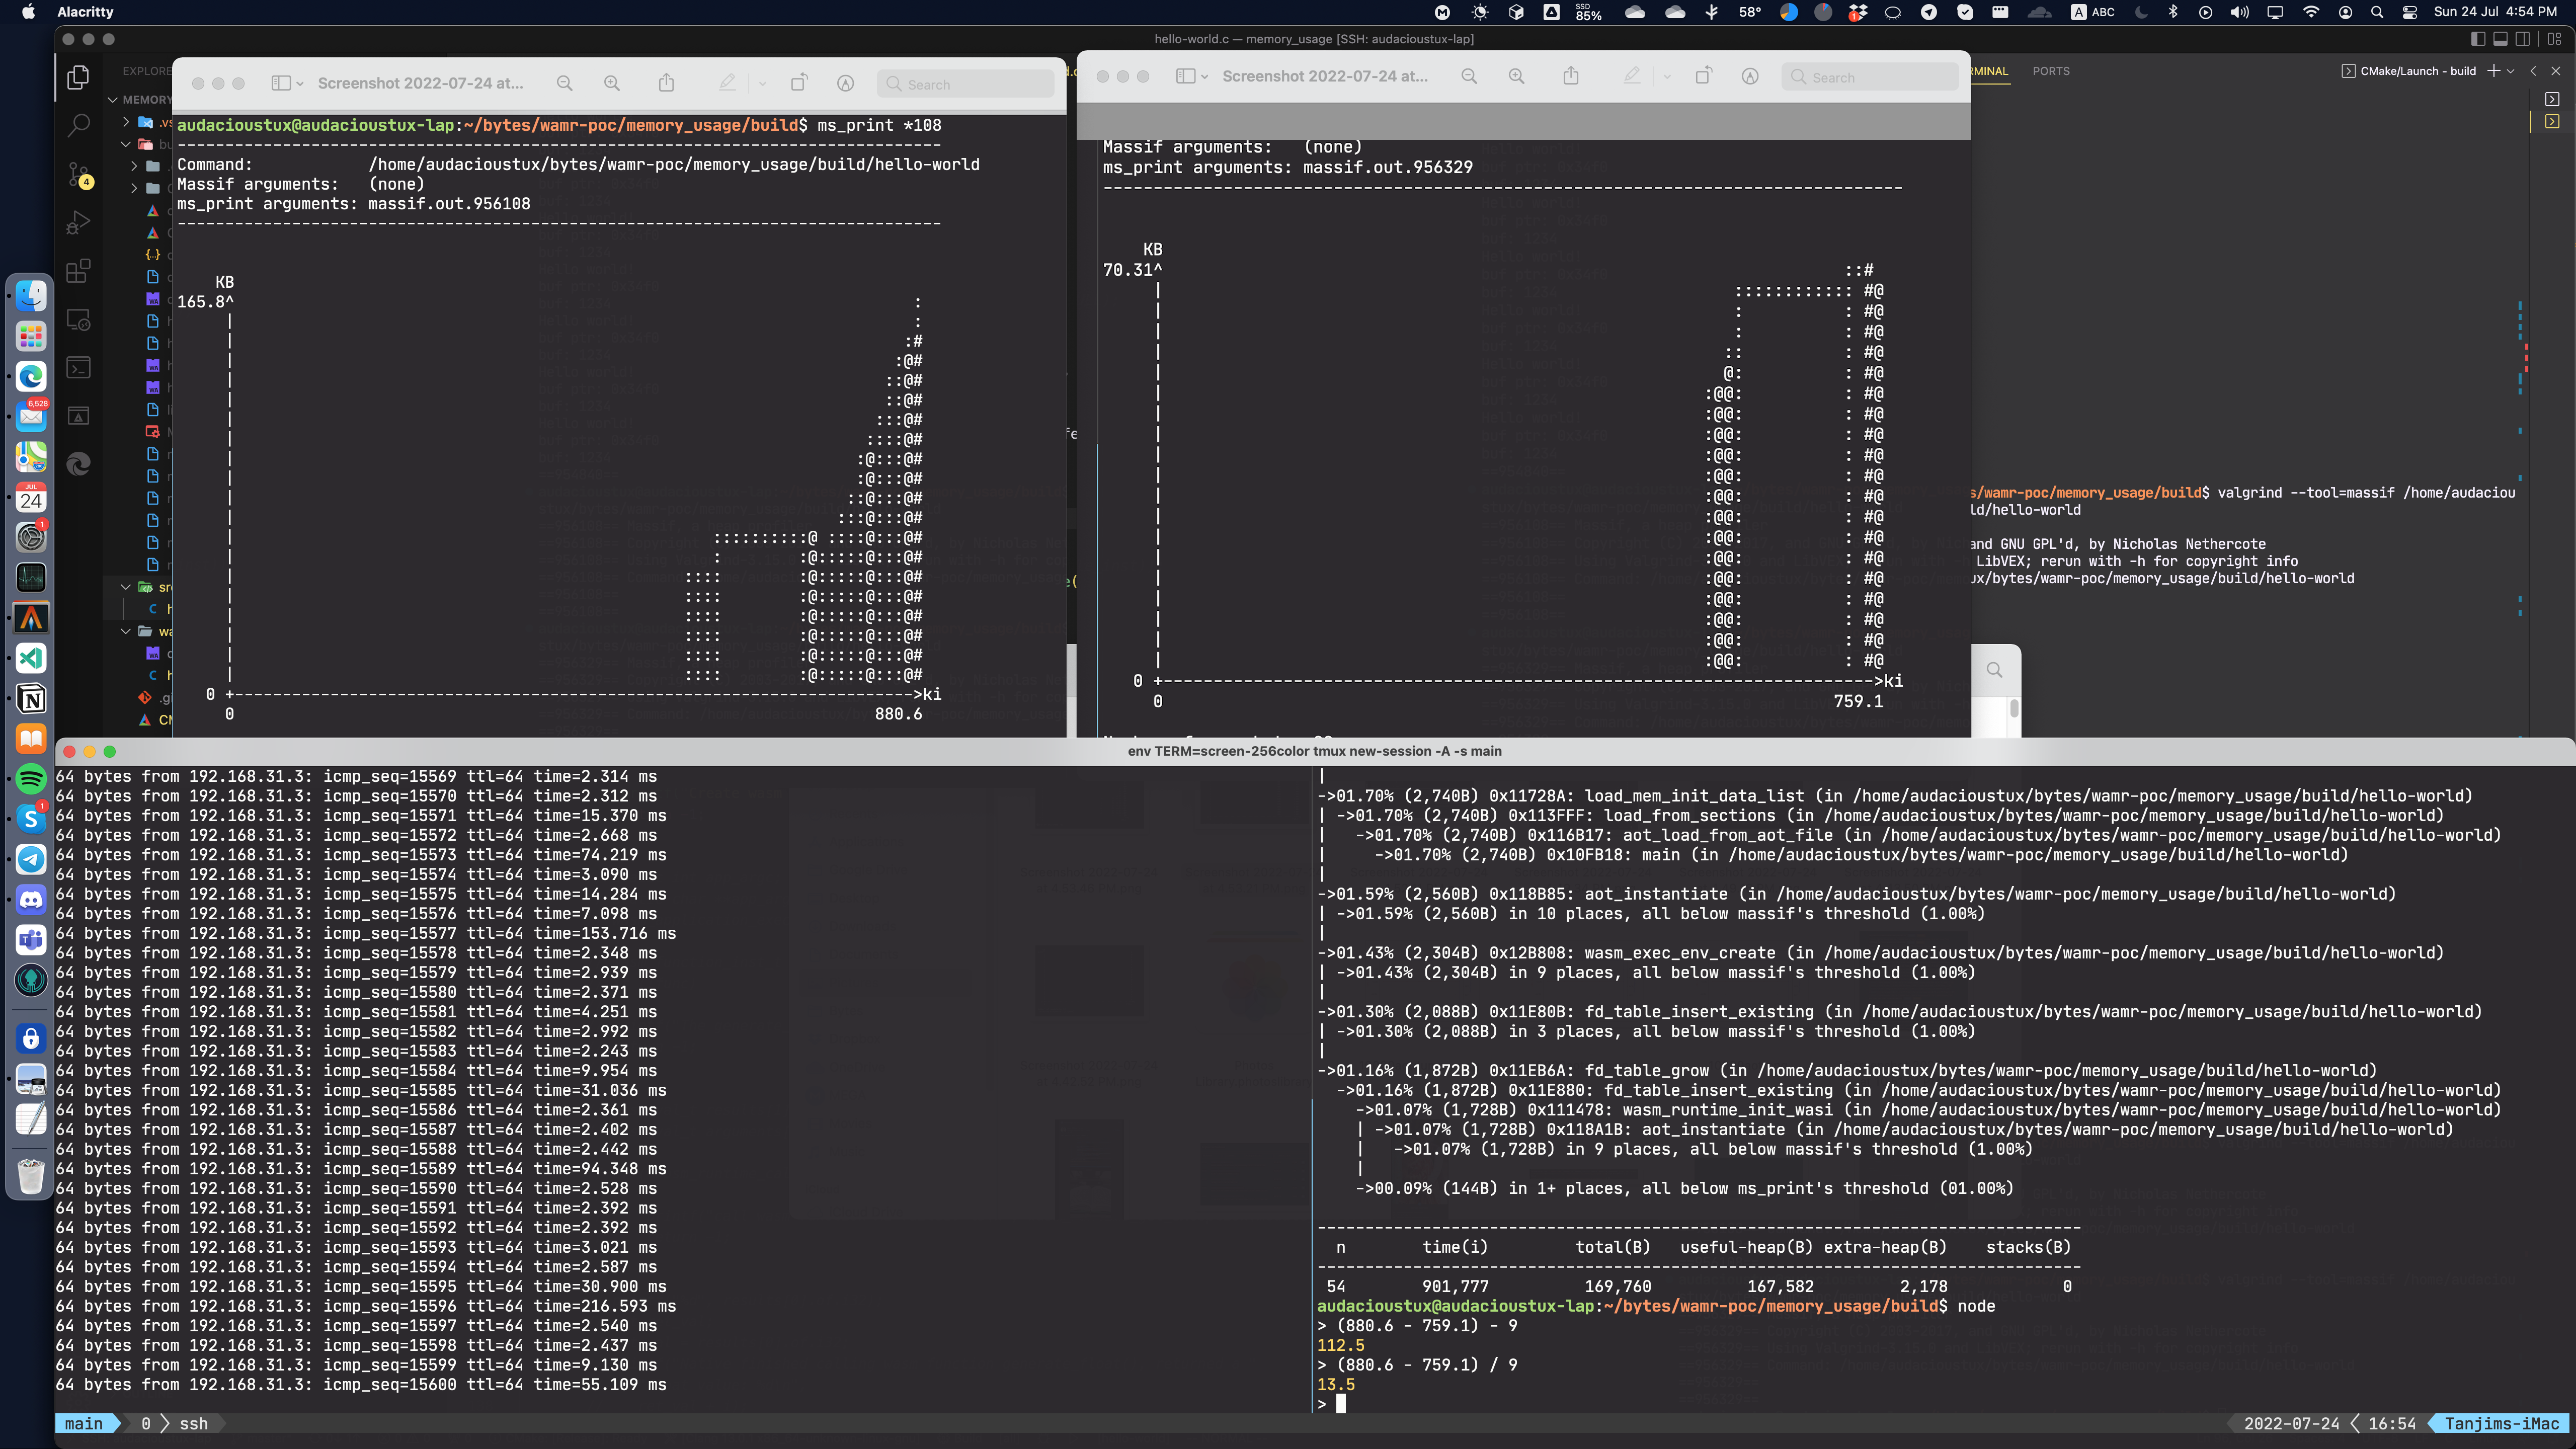 Alacritty
SSD
85%
58°
1
A ABC
Sun 24 Jul 4:54 PM
hello-world.c — memory_usage [SSH: audacioustux-lap]
EXPLORE
MEMORY
4
PORTS
CMake/Launch - build
Screenshot 2022-07-24 at...
Search
audacioustux@audacioustux-lap:~/bytes/wamr-poc/memory_usage/build$ ms_print *108
--------------------------------------------------------------------------------
Command:            /home/audacioustux/bytes/wamr-poc/memory_usage/build/hello-world
Massif arguments:   (none)
ms_print arguments: massif.out.956108
--------------------------------------------------------------------------------
KB
165.8^
0
0
>ki
880.6
Screenshot 2022-07-24 at...
Search
Massif arguments:   (none)
ms_print arguments: massif.out.956329
--------------------------------------------------------------------------------
KB
70.31^
0
0
>ki
759.1
s/wamr-poc/memory_usage/build$ valgrind --tool=massif /home/audaciou
ld/hello-world
and GNU GPL'd, by Nicholas Nethercote
LibVEX; rerun with -h for copyright info
ux/bytes/wamr-poc/memory_usage/build/hello-world
6,528
JUL
24
1
1
env TERM=screen-256color tmux new-session -A -s main
64 bytes from 192.168.31.3: icmp_seq=15569 ttl=64 time=2.314 ms
64 bytes from 192.168.31.3: icmp_seq=15570 ttl=64 time=2.312 ms
64 bytes from 192.168.31.3: icmp_seq=15571 ttl=64 time=15.370 ms
64 bytes from 192.168.31.3: icmp_seq=15572 ttl=64 time=2.668 ms
64 bytes from 192.168.31.3: icmp_seq=15573 ttl=64 time=74.219 ms
64 bytes from 192.168.31.3: icmp_seq=15574 ttl=64 time=3.090 ms
64 bytes from 192.168.31.3: icmp_seq=15575 ttl=64 time=14.284 ms
64 bytes from 192.168.31.3: icmp_seq=15576 ttl=64 time=7.098 ms
64 bytes from 192.168.31.3: icmp_seq=15577 ttl=64 time=153.716 ms
64 bytes from 192.168.31.3: icmp_seq=15578 ttl=64 time=2.348 ms
64 bytes from 192.168.31.3: icmp_seq=15579 ttl=64 time=2.939 ms
64 bytes from 192.168.31.3: icmp_seq=15580 ttl=64 time=2.371 ms
64 bytes from 192.168.31.3: icmp_seq=15581 ttl=64 time=4.251 ms
64 bytes from 192.168.31.3: icmp_seq=15582 ttl=64 time=2.992 ms
64 bytes from 192.168.31.3: icmp_seq=15583 ttl=64 time=2.243 ms
64 bytes from 192.168.31.3: icmp_seq=15584 ttl=64 time=9.954 ms
64 bytes from 192.168.31.3: icmp_seq=15585 ttl=64 time=31.036 ms
64 bytes from 192.168.31.3: icmp_seq=15586 ttl=64 time=2.361 ms
64 bytes from 192.168.31.3: icmp_seq=15587 ttl=64 time=2.402 ms
64 bytes from 192.168.31.3: icmp_seq=15588 ttl=64 time=2.442 ms
64 bytes from 192.168.31.3: icmp_seq=15589 ttl=64 time=94.348 ms
64 bytes from 192.168.31.3: icmp_seq=15590 ttl=64 time=2.528 ms
64 bytes from 192.168.31.3: icmp_seq=15591 ttl=64 time=2.392 ms
64 bytes from 192.168.31.3: icmp_seq=15592 ttl=64 time=2.392 ms
64 bytes from 192.168.31.3: icmp_seq=15593 ttl=64 time=3.021 ms
64 bytes from 192.168.31.3: icmp_seq=15594 ttl=64 time=2.587 ms
64 bytes from 192.168.31.3: icmp_seq=15595 ttl=64 time=30.900 ms
64 bytes from 192.168.31.3: icmp_seq=15596 ttl=64 time=216.593 ms
64 bytes from 192.168.31.3: icmp_seq=15597 ttl=64 time=2.540 ms
64 bytes from 192.168.31.3: icmp_seq=15598 ttl=64 time=2.437 ms
64 bytes from 192.168.31.3: icmp_seq=15599 ttl=64 time=9.130 ms
64 bytes from 192.168.31.3: icmp_seq=15600 ttl=64 time=55.109 ms
|
->01.70% (2,740B) 0x11728A: load_mem_init_data_list (in /home/audacioustux/bytes/wamr-poc/memory_usage/build/hello-world)
| ->01.70% (2,740B) 0x113FFF: load_from_sections (in /home/audacioustux/bytes/wamr-poc/memory_usage/build/hello-world)
|   ->01.70% (2,740B) 0x116B17: aot_load_from_aot_file (in /home/audacioustux/bytes/wamr-poc/memory_usage/build/hello-world)
|     ->01.70% (2,740B) 0x10FB18: main (in /home/audacioustux/bytes/wamr-poc/memory_usage/build/hello-world)
|
->01.59% (2,560B) 0x118B85: aot_instantiate (in /home/audacioustux/bytes/wamr-poc/memory_usage/build/hello-world)
| ->01.59% (2,560B) in 10 places, all below massif's threshold (1.00%)
|
->01.43% (2,304B) 0x12B808: wasm_exec_env_create (in /home/audacioustux/bytes/wamr-poc/memory_usage/build/hello-world)
| ->01.43% (2,304B) in 9 places, all below massif's threshold (1.00%)
|
->01.30% (2,088B) 0x11E80B: fd_table_insert_existing (in /home/audacioustux/bytes/wamr-poc/memory_usage/build/hello-world)
| ->01.30% (2,088B) in 3 places, all below massif's threshold (1.00%)
|
->01.16% (1,872B) 0x11EB6A: fd_table_grow (in /home/audacioustux/bytes/wamr-poc/memory_usage/build/hello-world)
  ->01.16% (1,872B) 0x11E880: fd_table_insert_existing (in /home/audacioustux/bytes/wamr-poc/memory_usage/build/hello-world)
    ->01.07% (1,728B) 0x111478: wasm_runtime_init_wasi (in /home/audacioustux/bytes/wamr-poc/memory_usage/build/hello-world)
    | ->01.07% (1,728B) 0x118A1B: aot_instantiate (in /home/audacioustux/bytes/wamr-poc/memory_usage/build/hello-world)
    |   ->01.07% (1,728B) in 9 places, all below massif's threshold (1.00%)
    |
    ->00.09% (144B) in 1+ places, all below ms_print's threshold (01.00%)
--------------------------------------------------------------------------------
  n        time(i)         total(B)   useful-heap(B) extra-heap(B)    stacks(B)
--------------------------------------------------------------------------------
 54        901,777          169,760          167,582         2,178            0
audacioustux@audacioustux-lap:~/bytes/wamr-poc/memory_usage/build$ node
> (880.6 - 759.1) - 9
112.5
> (880.6 - 759.1) / 9
13.5
>
main 0 ssh
2022-07-24 16:54 Tanjims-iMac